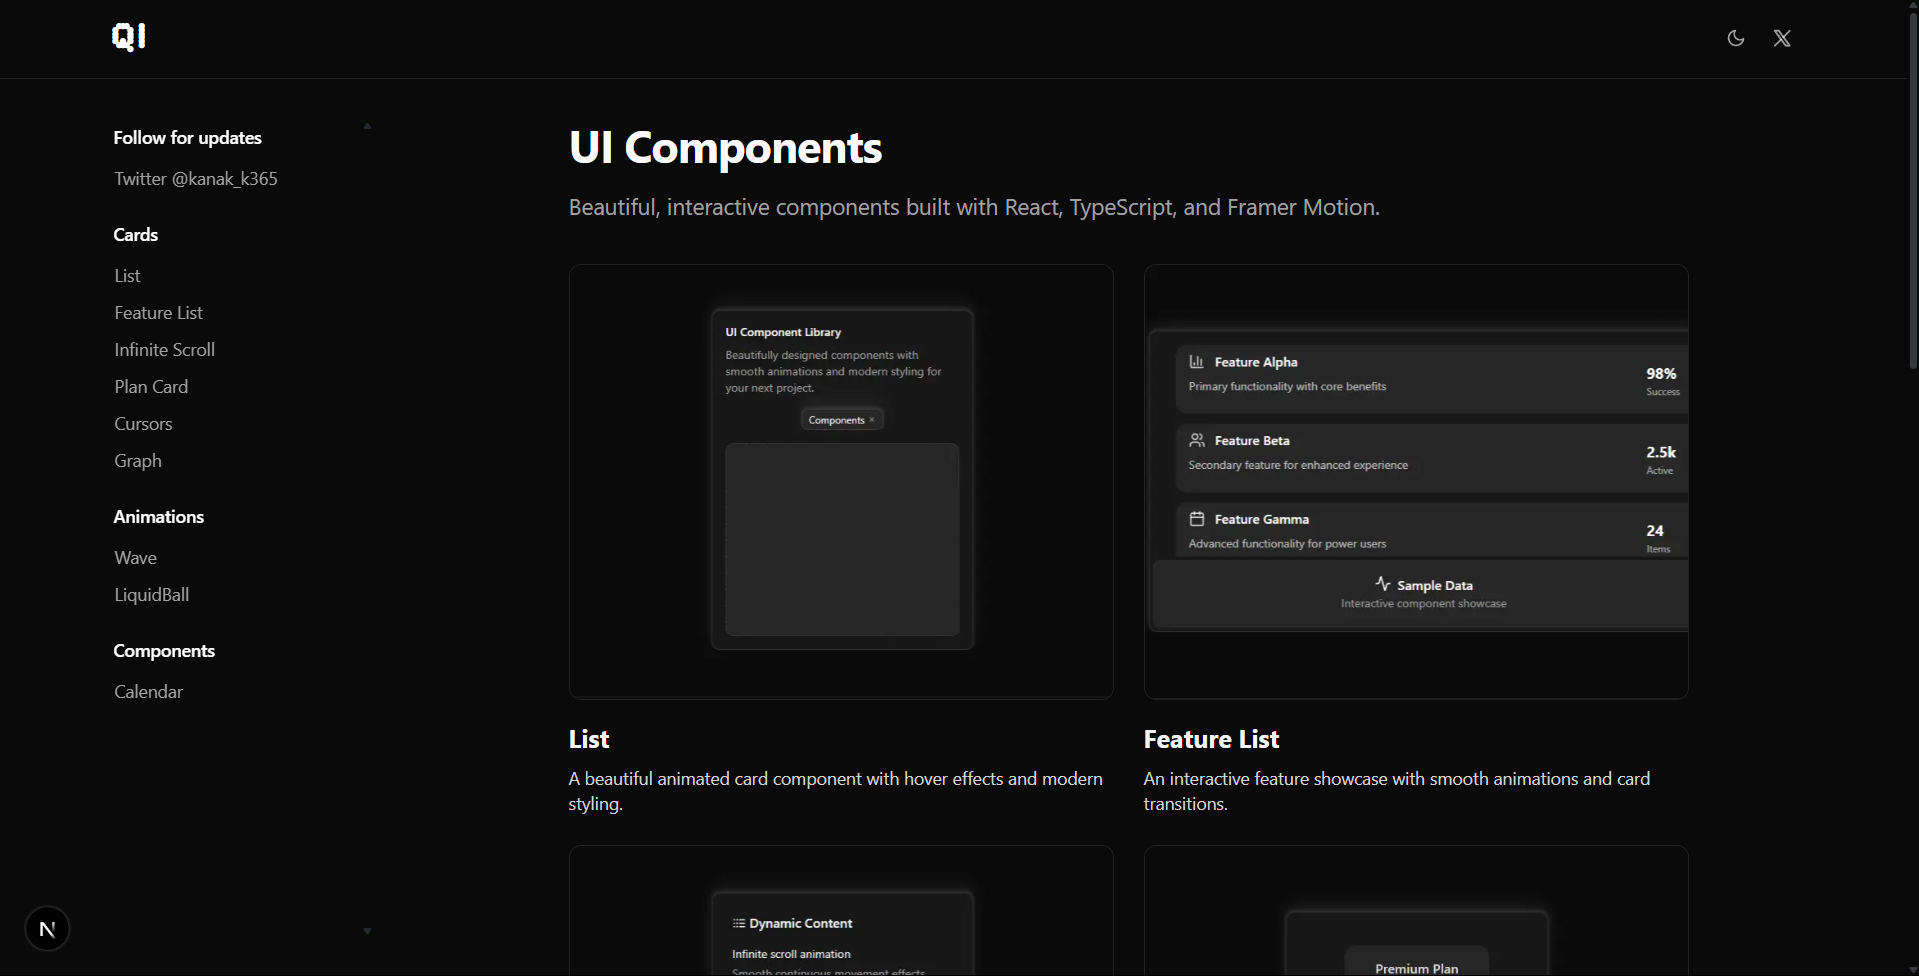 QI
Follow for updates
Twitter @kanak_k365
Cards
List
Feature List
Infinite Scroll
Plan Card
Cursors
Graph
Animations
Wave
LiquidBall
Components
Calendar
N
UI Components
Beautiful, interactive components built with React, TypeScript, and Framer Motion.
UI Component Library
Beautifully designed components with
smooth animations and modern styling for
your next project.
Components ×
List
A beautiful animated card component with hover effects and modern
styling.
Feature Alpha
Primary functionality with core benefits
98%
Success
Feature Beta
Secondary feature for enhanced experience
2.5k
Active
Feature Gamma
Advanced functionality for power users
24
Items
Sample Data
Interactive component showcase
Feature List
An interactive feature showcase with smooth animations and card
transitions.
Dynamic Content
Infinite scroll animation
Smooth continuous movement effects
Premium Plan